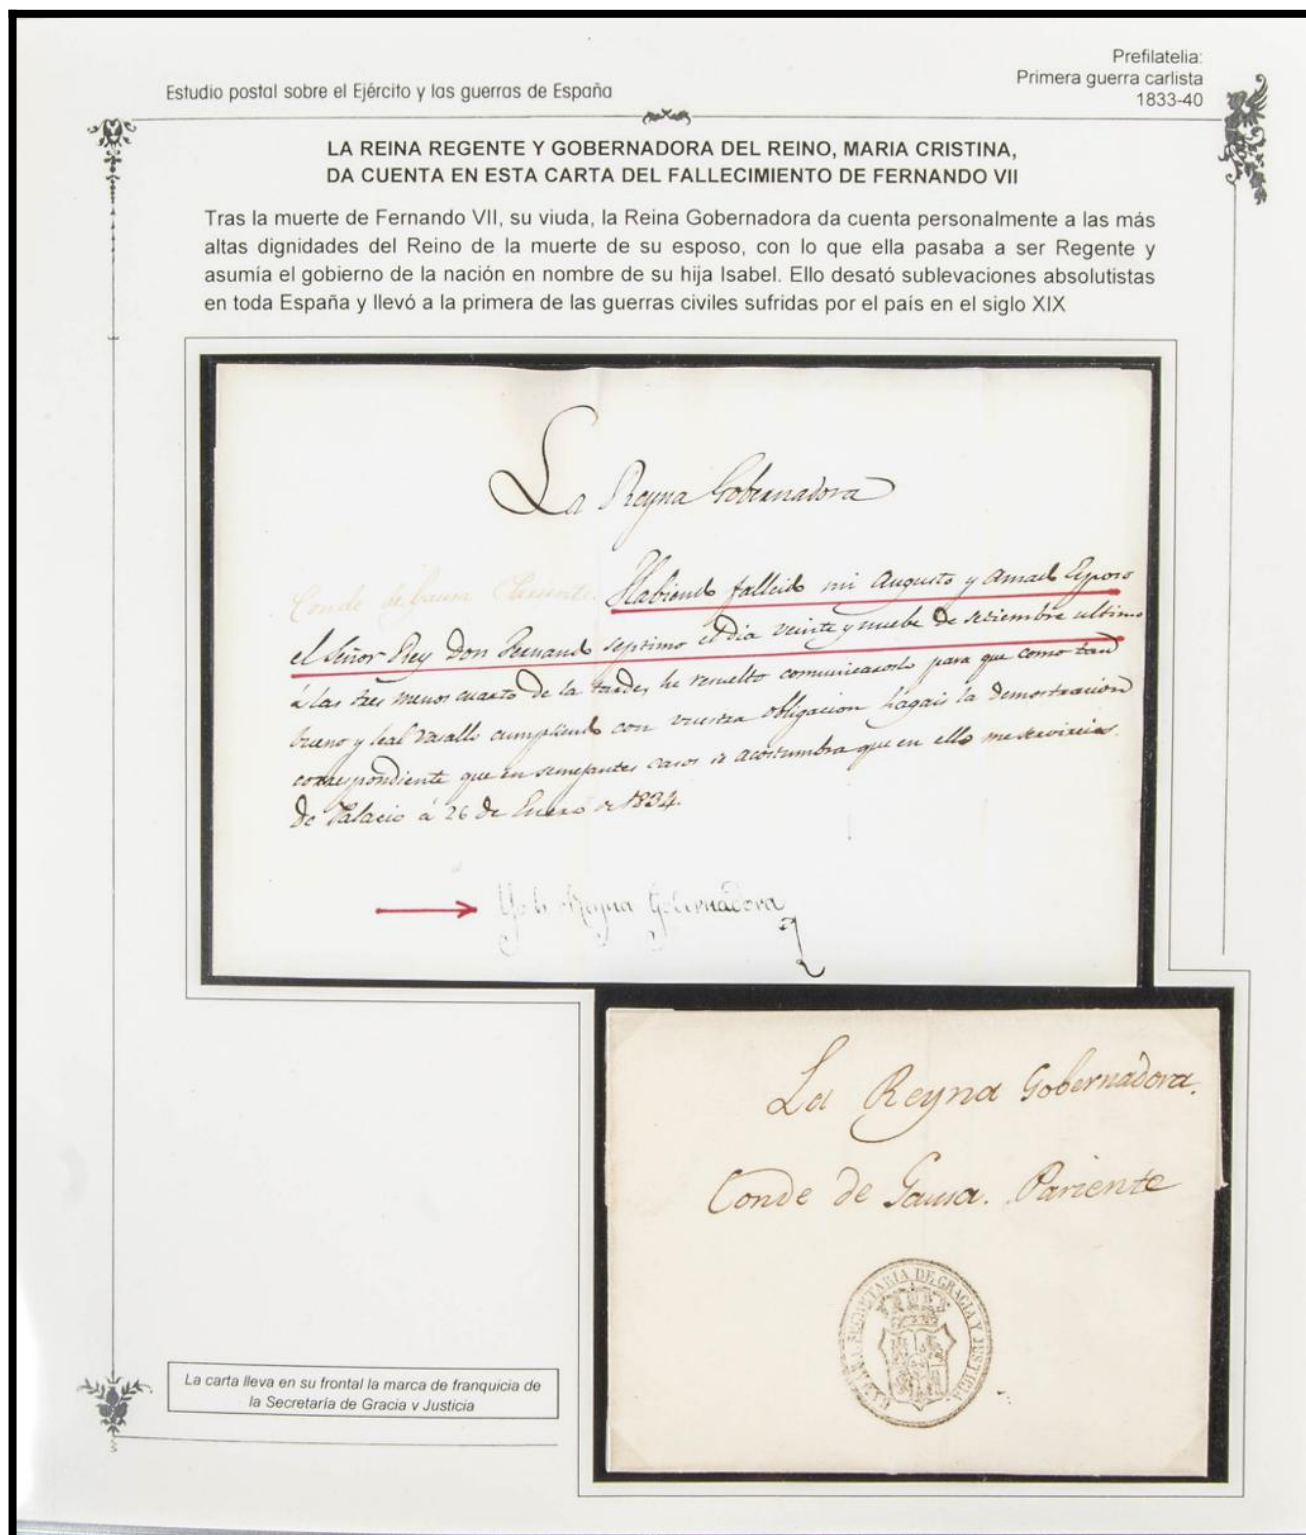 Estudio postal sobre el Ejército y las guerras de España
Prefilatelia:
Primera guerra carlista
1833-40
LA REINA REGENTE Y GOBERNADORA DEL REINO, MARIA CRISTINA,
DA CUENTA EN ESTA CARTA DEL FALLECIMIENTO DE FERNANDO VII
Tras la muerte de Fernando VII, su viuda, la Reina Gobernadora da cuenta personalmente a las más
altas dignidades del Reino de la muerte de su esposo, con lo que ella pasaba a ser Regente y
asumía el gobierno de la nación en nombre de su hija Isabel. Ello desató sublevaciones absolutistas
en toda España y llevó a la primera de las guerras civiles sufridas por el país en el siglo XIX
La Reyna Gobernadora
Conde de Gausa Pariente. Habiendo fallecido mi Augusto y Amado Esposo
el Señor Rey Don Fernando septimo el dia veinte y nuebe de setiembre ultimo
á las tres menos cuarto de la tarde, he resuelto comunicaroslo para que como tan
bueno y leal vasallo cumpliendo con vuestra obligacion hagais la demostracion
correspondiente que en semejantes casos se acostumbra que en ello me servireis.
De Palacio á 26 de Enero de 1834.
Yo la Reyna Gobernadora
La Reyna Gobernadora.
Conde de Gausa. Pariente
SECRETARIA DE GRACIA Y JUSTICIA
La carta lleva en su frontal la marca de franquicia de
la Secretaría de Gracia y Justicia